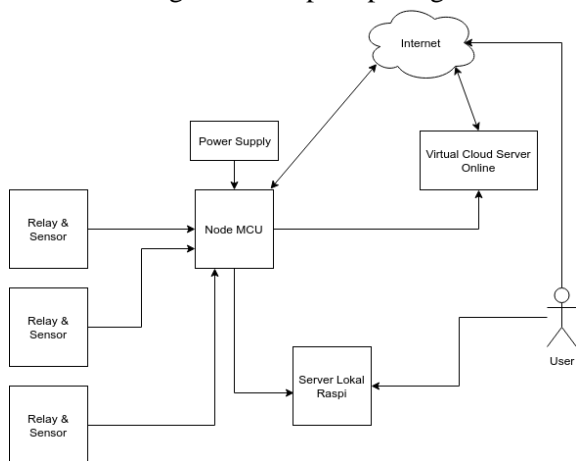 Internet
Power Supply
Virtual Cloud Server
Online
Relay &
Sensor
Node MCU
Relay &
Sensor
User
Server Lokal
Raspi
Relay &
Sensor